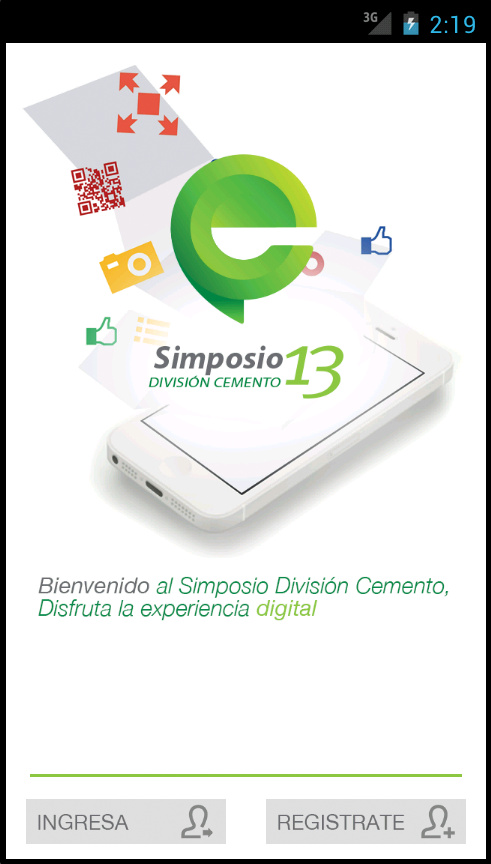 3G 2:19
e
Simposio 13
DIVISIÓN CEMENTO
Bienvenido al Simposio División Cemento,
Disfruta la experiencia digital
INGRESA
REGISTRATE